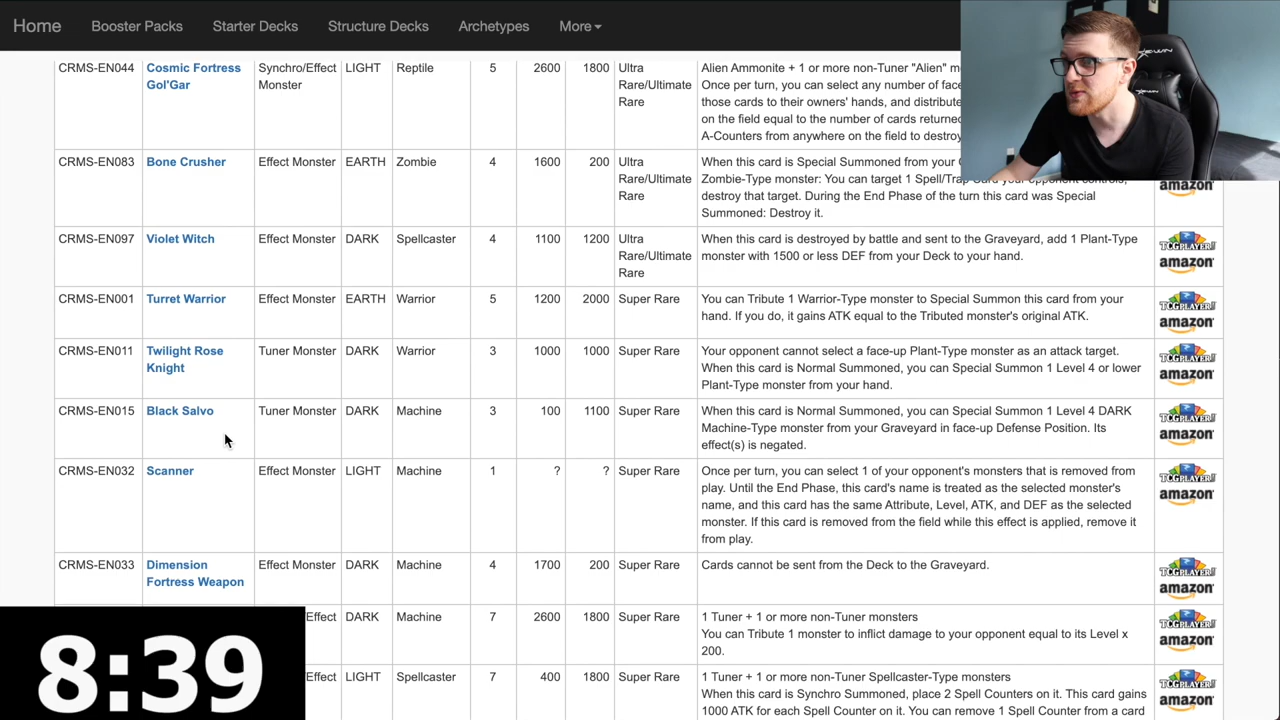 Home Booster Packs Starter Decks Structure Decks Archetypes More
CRMS-EN044 Cosmic Fortress Gol'Gar Synchro/Effect Monster LIGHT Reptile 5 2600 1800 Ultra Rare/Ultimate Rare
Alien Ammonite + 1 or more non-Tuner "Alien"
Once per turn, you can select any number of
those cards to their owners' hands, and distribute
on the field equal to the number of cards returned
A-Counters from anywhere on the field to destroy
CRMS-EN083 Bone Crusher Effect Monster EARTH Zombie 4 1600 200 Ultra Rare/Ultimate Rare
When this card is Special Summoned from your
Zombie-Type monster: You can target 1 Spell/Trap Card your opponent controls;
destroy that target. During the End Phase of the turn this card was Special
Summoned: Destroy it.
amazon
CRMS-EN097 Violet Witch Effect Monster DARK Spellcaster 4 1100 1200 Ultra Rare/Ultimate Rare
When this card is destroyed by battle and sent to the Graveyard, add 1 Plant-Type
monster with 1500 or less DEF from your Deck to your hand.
TCGPLAYER
amazon
CRMS-EN001 Turret Warrior Effect Monster EARTH Warrior 5 1200 2000 Super Rare
You can Tribute 1 Warrior-Type monster to Special Summon this card from your
hand. If you do, it gains ATK equal to the Tributed monster's original ATK.
TCGPLAYER
amazon
CRMS-EN011 Twilight Rose Knight Tuner Monster DARK Warrior 3 1000 1000 Super Rare
Your opponent cannot select a face-up Plant-Type monster as an attack target.
When this card is Normal Summoned, you can Special Summon 1 Level 4 or lower
Plant-Type monster from your hand.
TCGPLAYER
amazon
CRMS-EN015 Black Salvo Tuner Monster DARK Machine 3 100 1100 Super Rare
When this card is Normal Summoned, you can Special Summon 1 Level 4 DARK
Machine-Type monster from your Graveyard in face-up Defense Position. Its
effect(s) is negated.
TCGPLAYER
amazon
CRMS-EN032 Scanner Effect Monster LIGHT Machine 1 ? ? Super Rare
Once per turn, you can select 1 of your opponent's monsters that is removed from
play. Until the End Phase, this card's name is treated as the selected monster's
name, and this card has the same Attribute, Level, ATK, and DEF as the selected
monster. If this card is removed from the field while this effect is applied, remove it
from play.
TCGPLAYER
amazon
CRMS-EN033 Dimension Fortress Weapon Effect Monster DARK Machine 4 1700 200 Super Rare
Cards cannot be sent from the Deck to the Graveyard.
TCGPLAYER
amazon
Effect DARK Machine 2600 1800 Super Rare
1 Tuner + 1 or more non-Tuner monsters
You can Tribute 1 monster to inflict damage to your opponent equal to its Level x
200.
TCGPLAYER
amazon
Effect LIGHT Spellcaster 7 400 1800 Super Rare
1 Tuner + 1 or more non-Tuner Spellcaster-Type monsters
When this card is Synchro Summoned, place 2 Spell Counters on it. This card gains
1000 ATK for each Spell Counter on it. You can remove 1 Spell Counter from a card
TCGPLAYER
amazon
8:39